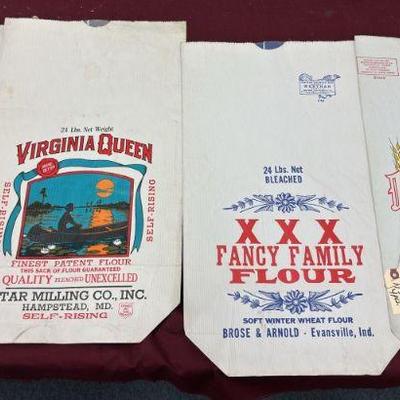 24 Lbs. Net Weight
VIRGINIA QUEEN
SELF-RISING
SELF-RISING
FINEST PATENT FLOUR
THIS SACK OF FLOUR GUARANTEED
QUALITY BLEACHED UNEXCELLED
TAR MILLING CO., INC.
HAMPSTEAD, MD.
SELF-RISING
24 Lbs. Net
BLEACHED
XXX
FANCY FAMILY
FLOUR
SOFT WINTER WHEAT FLOUR
BROSE & ARNOLD - Evansville, Ind.